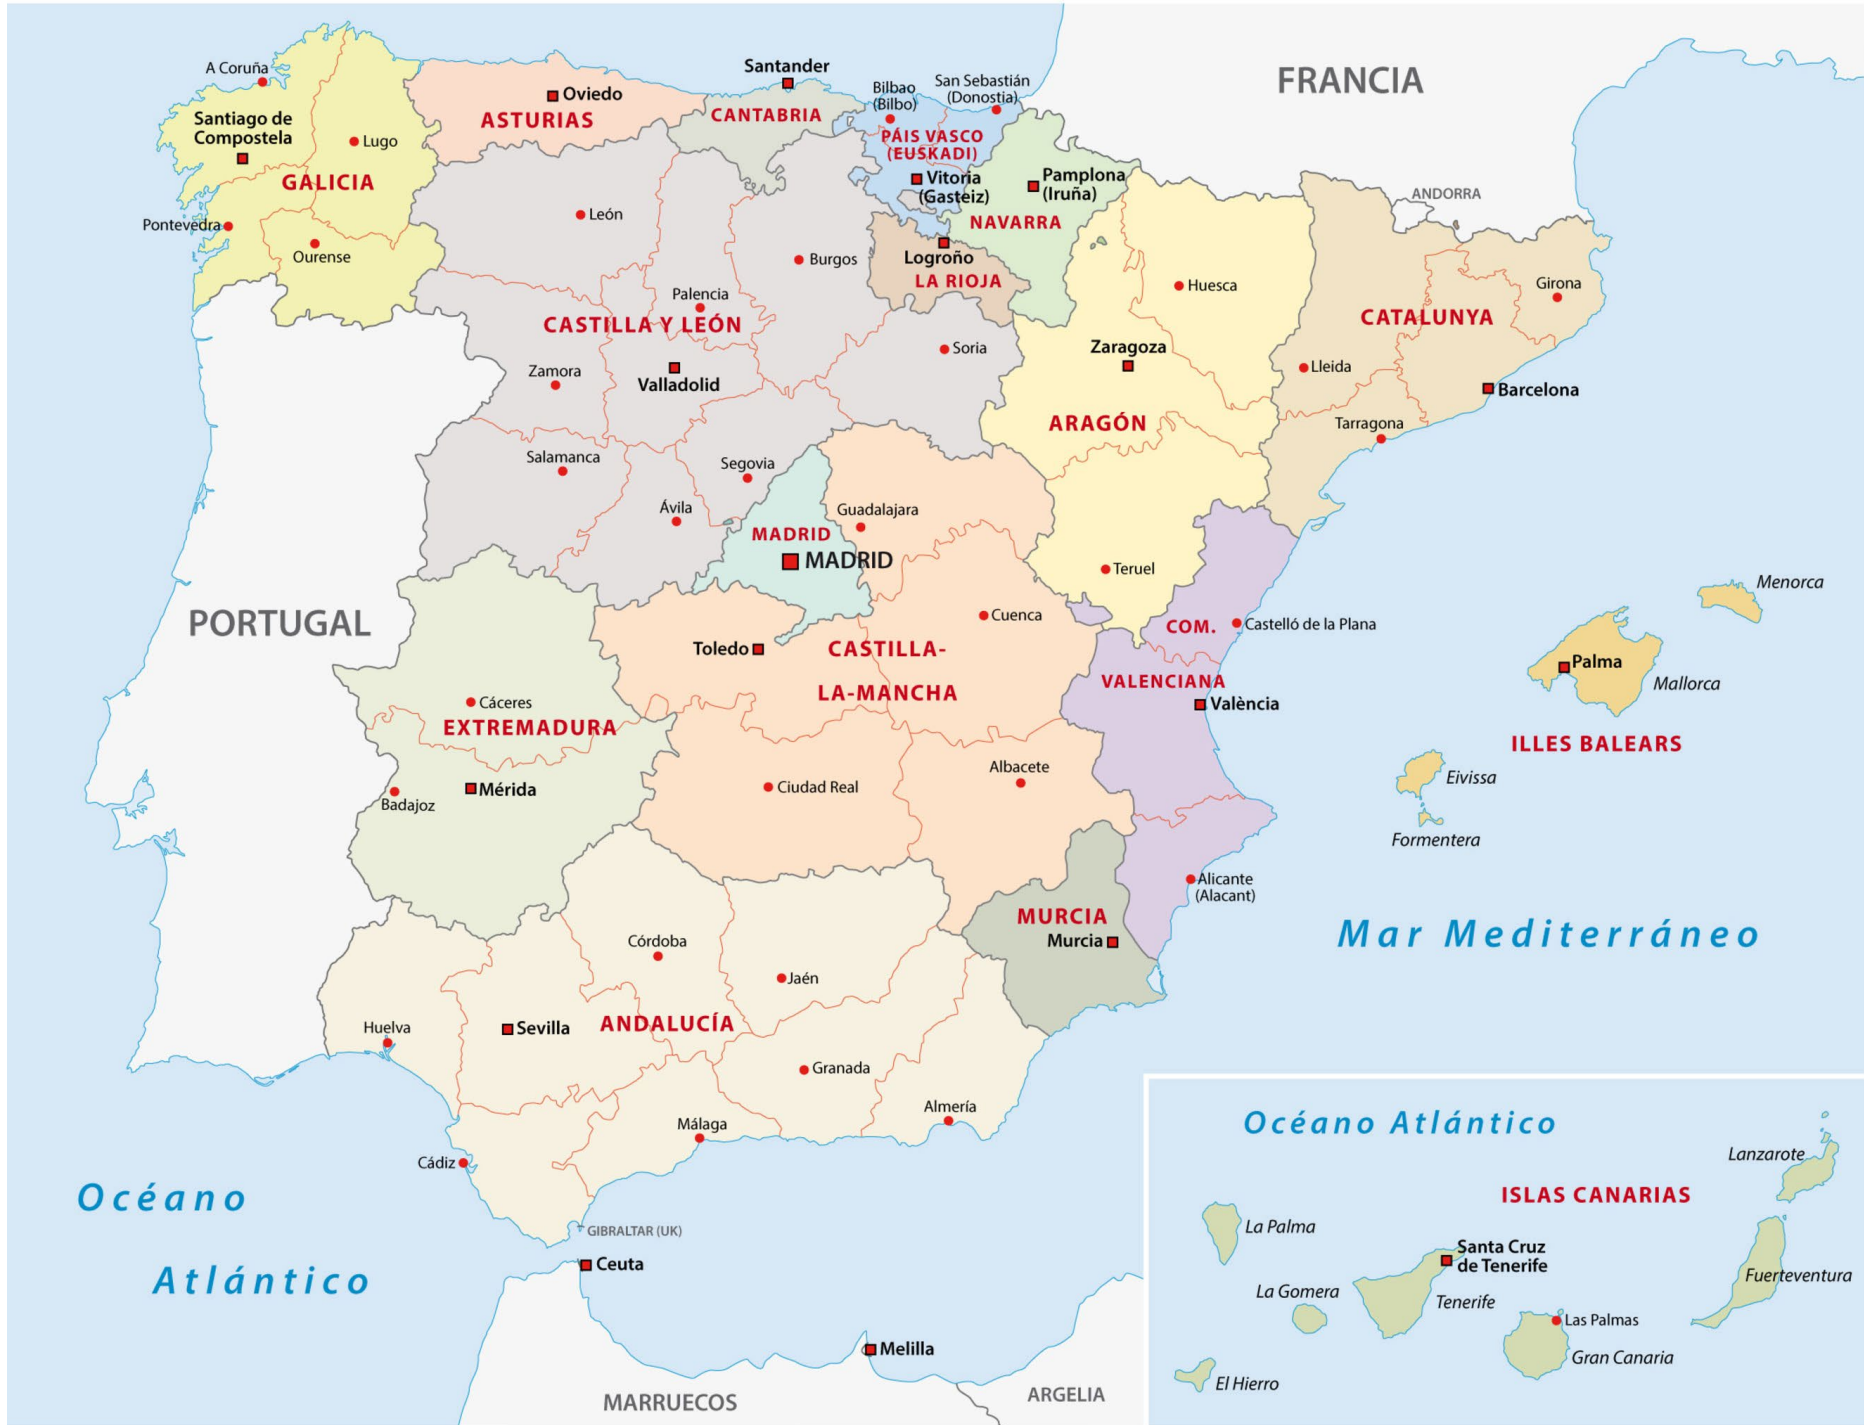 FRANCIA
A Coruña
Santiago de
Compostela
Lugo
GALICIA
Pontevedra
Ourense
Oviedo
ASTURIAS
Santander
CANTABRIA
Bilbao
(Bilbo)
San Sebastián
(Donostia)
PÁIS VASCO
(EUSKADI)
Vitoria
(Gasteiz)
Pamplona
(Iruña)
NAVARRA
Logroño
LA RIOJA
ANDORRA
León
Burgos
Palencia
CASTILLA Y LEÓN
Valladolid
Zamora
Soria
Salamanca
Segovia
Ávila
Huesca
Zaragoza
ARAGÓN
Teruel
Girona
CATALUNYA
Lleida
Barcelona
Tarragona
MADRID
MADRID
Guadalajara
Cuenca
Toledo
CASTILLA-
LA-MANCHA
Ciudad Real
Albacete
PORTUGAL
Cáceres
EXTREMADURA
Mérida
Badajoz
COM.
VALENCIANA
Castelló de la Plana
València
Alicante
(Alacant)
Menorca
Palma
Mallorca
ILLES BALEARS
Eivissa
Formentera
MURCIA
Murcia
Mar Mediterráneo
Córdoba
Jaén
Sevilla
ANDALUCÍA
Huelva
Granada
Almería
Málaga
Cádiz
Océano
Atlántico
GIBRALTAR (UK)
Ceuta
Melilla
MARRUECOS
ARGELIA
Océano Atlántico
Lanzarote
ISLAS CANARIAS
La Palma
Santa Cruz
de Tenerife
Fuerteventura
La Gomera
Tenerife
Las Palmas
Gran Canaria
El Hierro